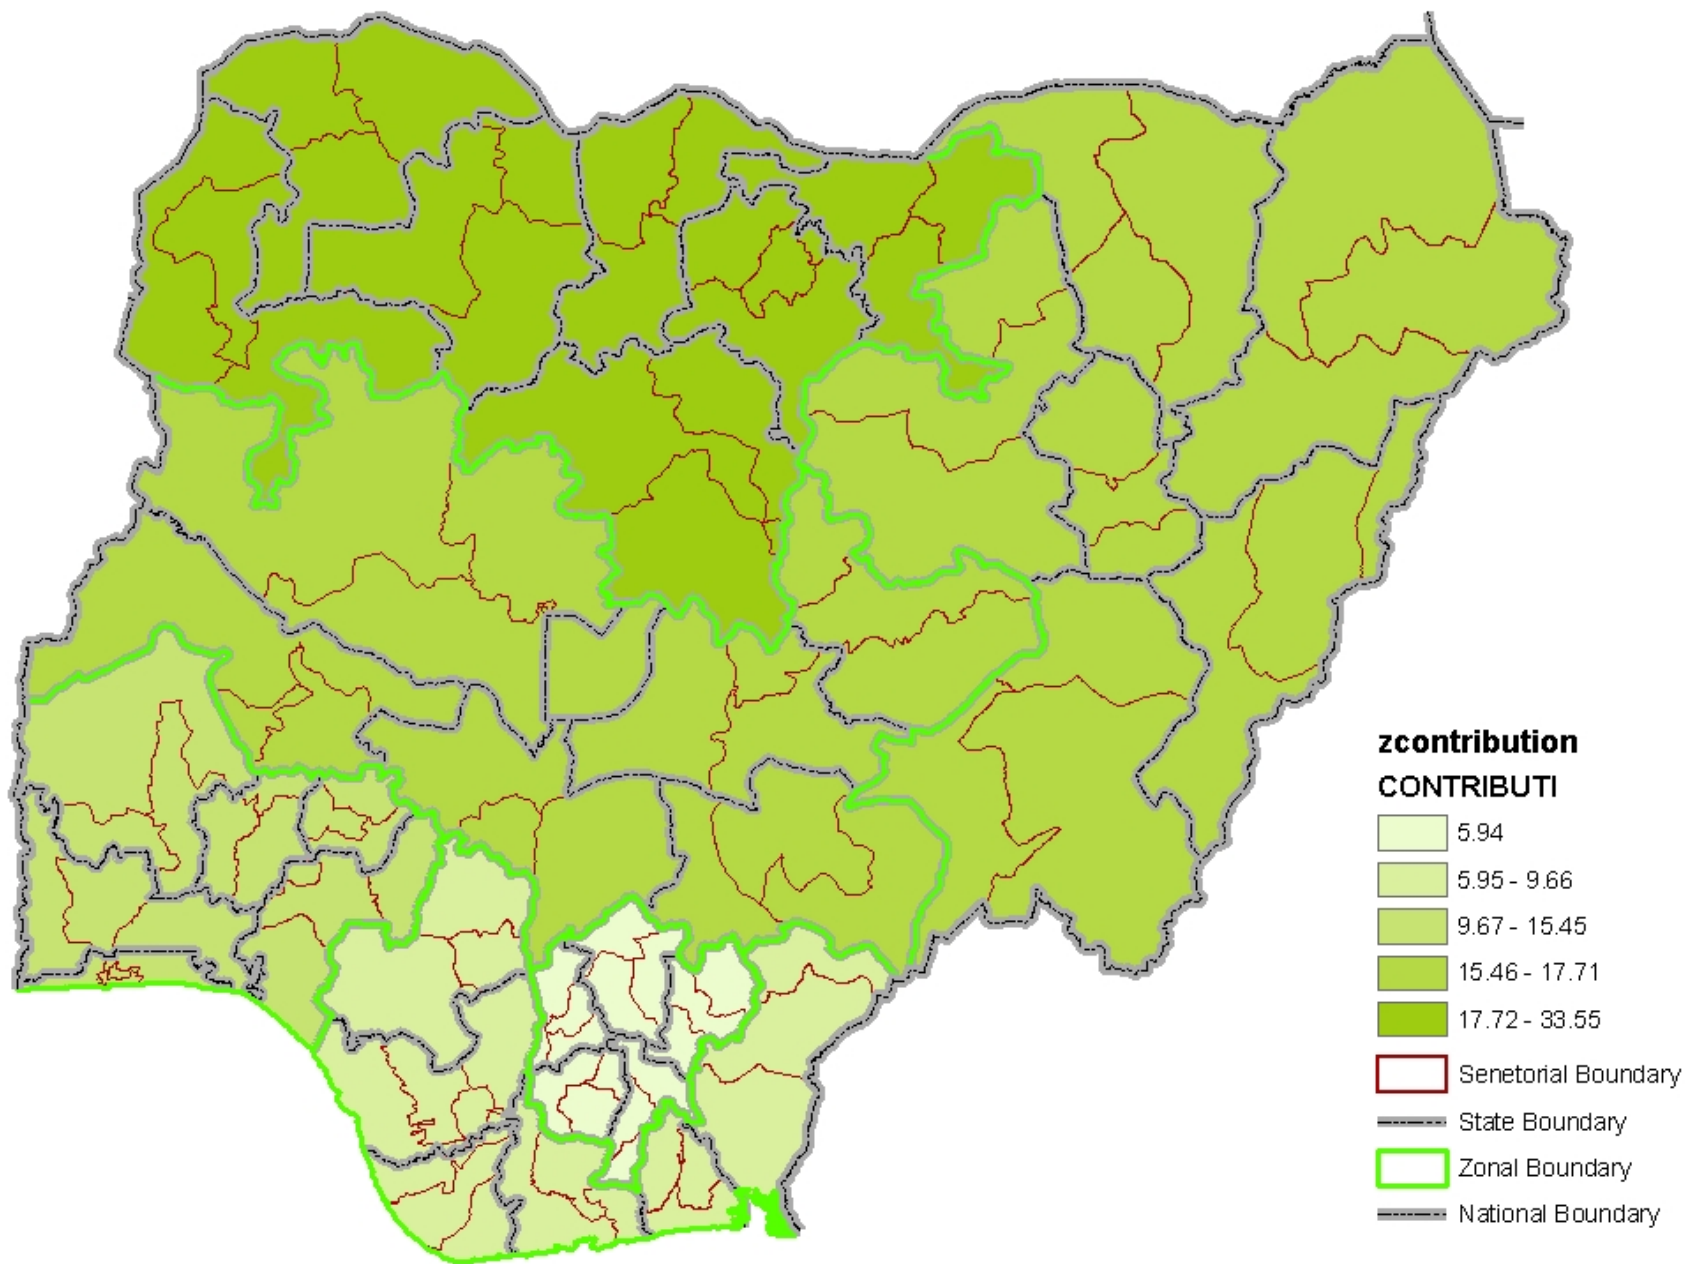 zcontribution
CONTRIBUTI
5.94
5.95 - 9.66
9.67 - 15.45
15.46 - 17.71
17.72 - 33.55
Senetorial Boundary
State Boundary
Zonal Boundary
National Boundary